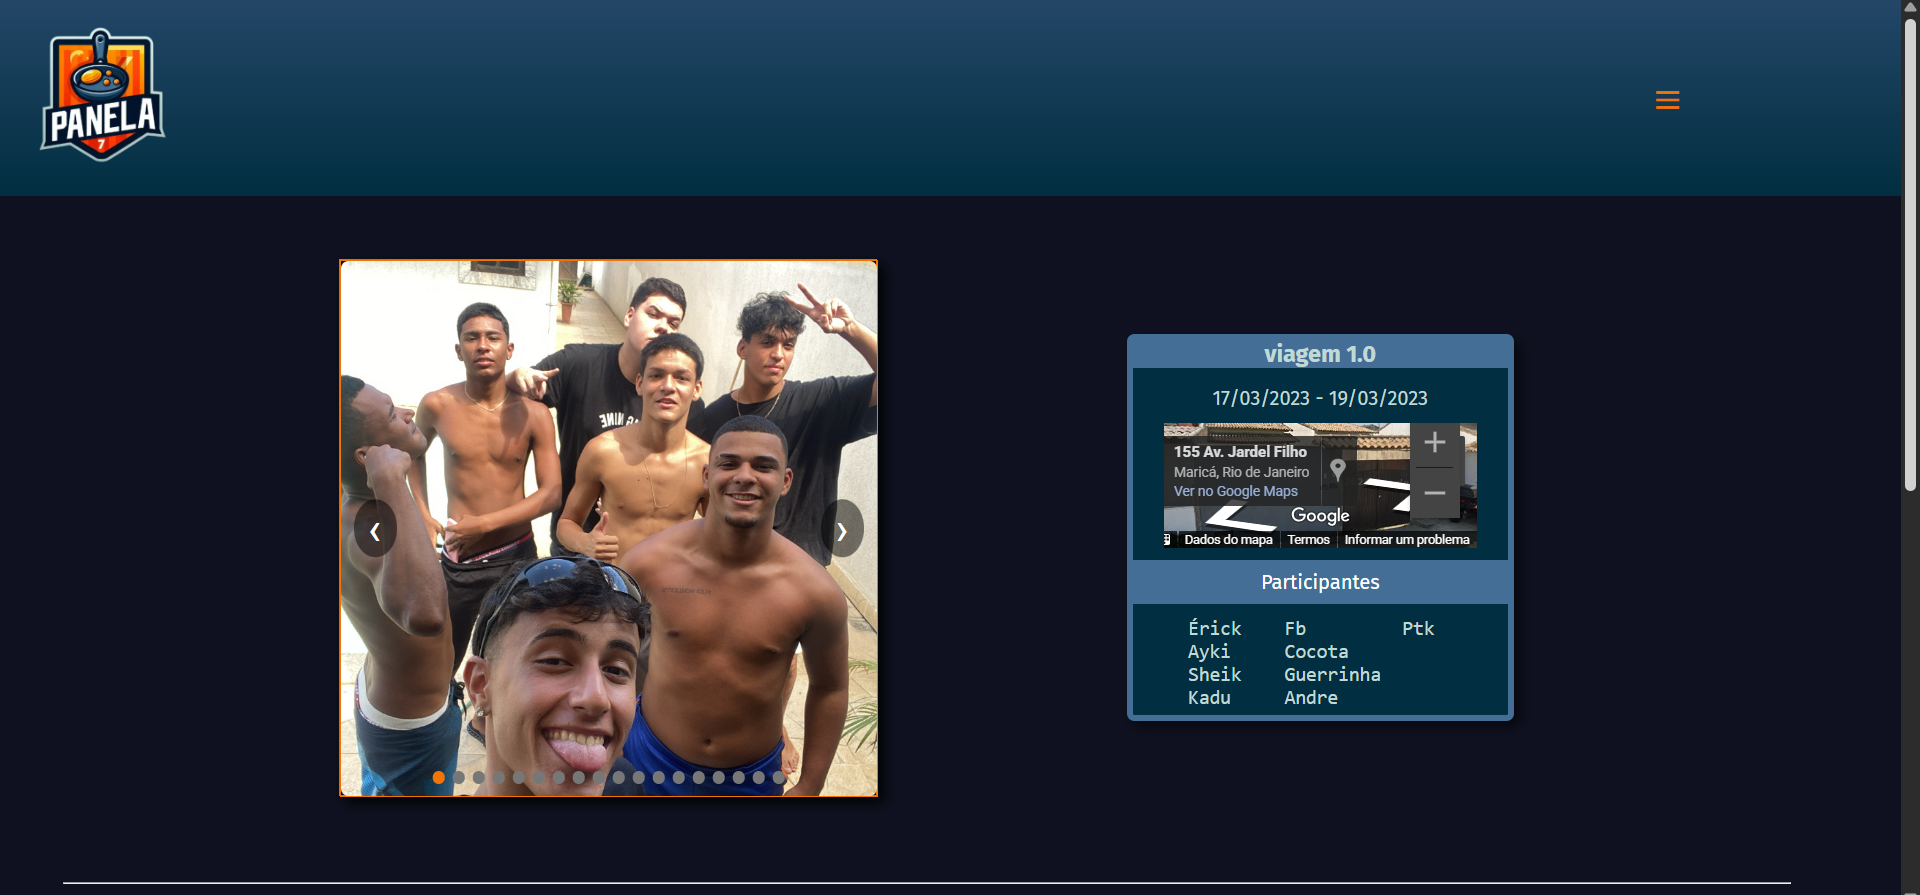 PANELA
7
viagem 1.0
17/03/2023 - 19/03/2023
155 Av. Jardel Filho
Maricá, Rio de Janeiro
Ver no Google Maps
Google
Dados do mapa
Termos
Informar um problema
Participantes
Érick Fb Ptk
Ayki Cocota
Sheik Guerrinha
Kadu Andre